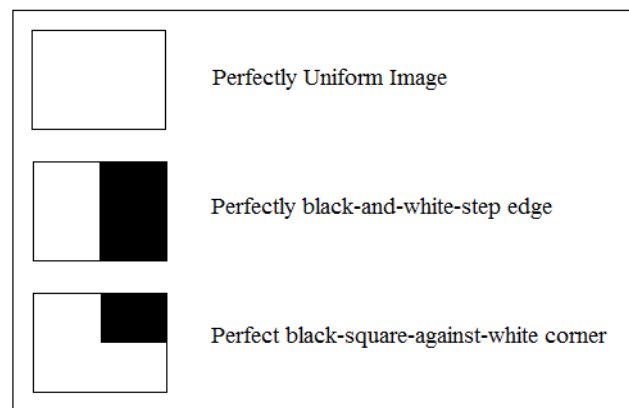 Perfectly Uniform Image
Perfectly black-and-white-step edge
Perfect black-square-against-white corner